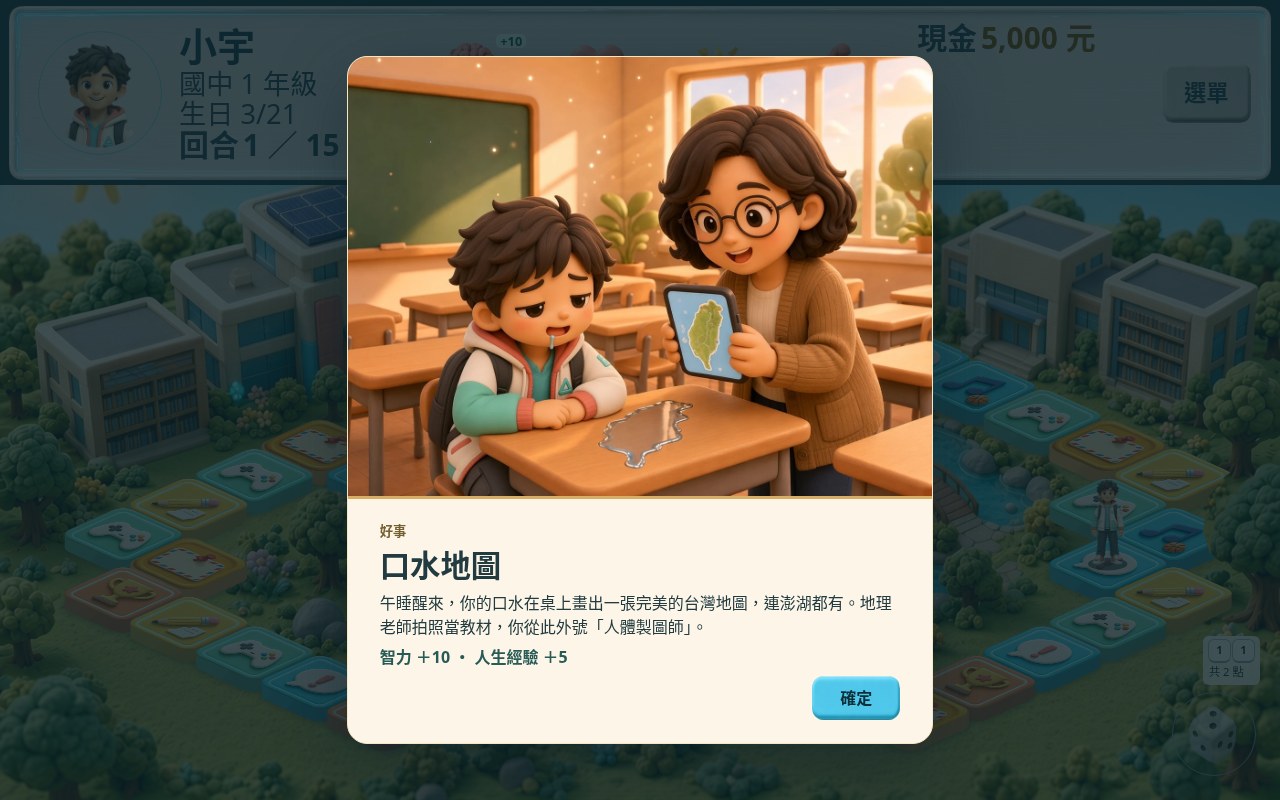 小宇
國中 1 年級
生日 3/21
回合 1 ／ 15
+10
現金 5,000 元
選單
好事
口水地圖
午睡醒來，你的口水在桌上畫出一張完美的台灣地圖，連澎湖都有。地理
老師拍照當教材，你從此外號「人體製圖師」。
智力 ＋10 · 人生經驗 ＋5
確定
1 1
共 2 點